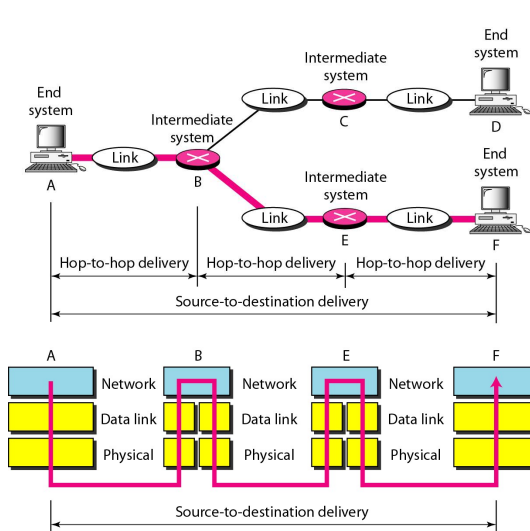 End
system
Intermediate
system
Link
Link
C
D
End
system
Intermediate
system
Link
A
B
End
system
Intermediate
system
Link
Link
E
F
Hop-to-hop delivery
Hop-to-hop delivery
Hop-to-hop delivery
Source-to-destination delivery
A
B
E
F
Network
Network
Network
Data link
Data link
Data link
Physical
Physical
Physical
Source-to-destination delivery